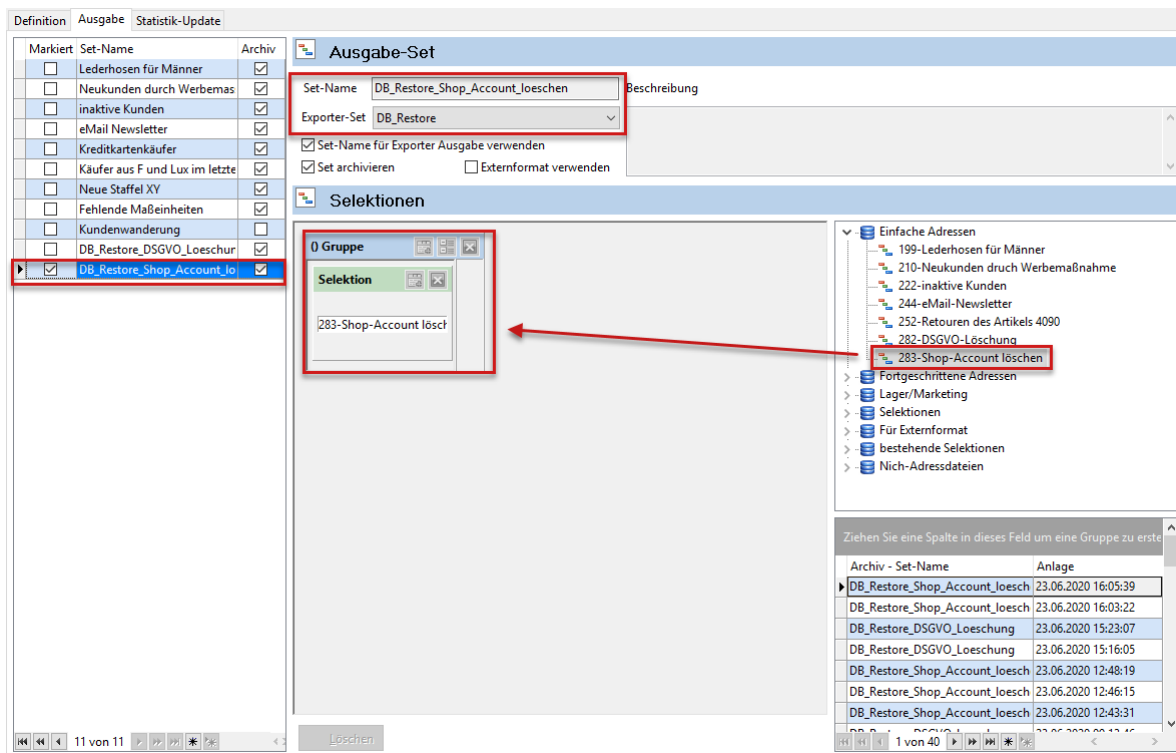 Definition Ausgabe Statistik-Update
Markiert Set-Name Archiv
Lederhosen für Männer
Neukunden durch Werbemas
inaktive Kunden
eMail Newsletter
Kreditkartenkäufer
Käufer aus F und Lux im letzte
Neue Staffel XY
Fehlende Maßeinheiten
Kundenwanderung
DB_Restore_DSGVO_Loeschur
DB_Restore_Shop_Account_lo
11 von 11
Ausgabe-Set
Set-Name DB_Restore_Shop_Account_loeschen Beschreibung
Exporter-Set DB_Restore
Set-Name für Exporter Ausgabe verwenden
Set archivieren Externformat verwenden
Selektionen
() Gruppe
Selektion
283-Shop-Account lösch
Löschen
Einfache Adressen
199-Lederhosen für Männer
210-Neukunden druch Werbemaßnahme
222-inaktive Kunden
244-eMail-Newsletter
252-Retouren des Artikels 4090
282-DSGVO-Löschung
283-Shop-Account löschen
Fortgeschrittene Adressen
Lager/Marketing
Selektionen
Für Externformat
bestehende Selektionen
Nich-Adressdateien
Ziehen Sie eine Spalte in dieses Feld um eine Gruppe zu erste
Archiv - Set-Name Anlage
DB_Restore_Shop_Account_loesch 23.06.2020 16:05:39
DB_Restore_Shop_Account_loesch 23.06.2020 16:03:22
DB_Restore_DSGVO_Loeschung 23.06.2020 15:23:07
DB_Restore_DSGVO_Loeschung 23.06.2020 15:16:05
DB_Restore_Shop_Account_loesch 23.06.2020 12:48:19
DB_Restore_Shop_Account_loesch 23.06.2020 12:46:15
DB_Restore_Shop_Account_loesch 23.06.2020 12:43:31
1 von 40